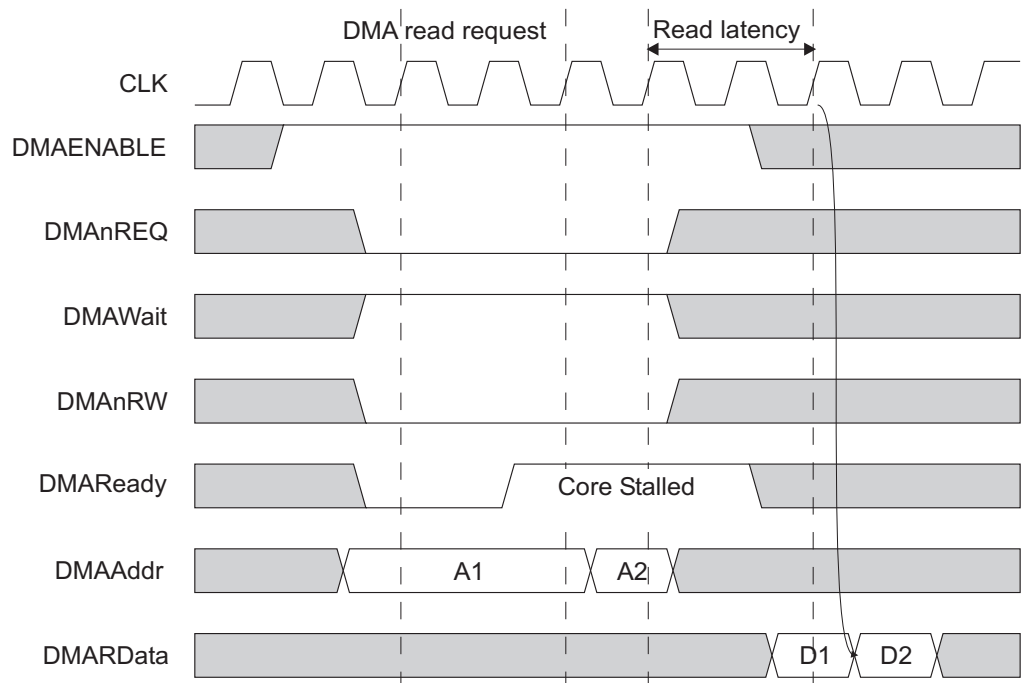 DMA read request
Read latency
CLK
DMAENABLE
DMAnREQ
DMAWait
DMAnRW
DMAReady
Core Stalled
DMAAddr
A1
A2
DMARData
D1
D2